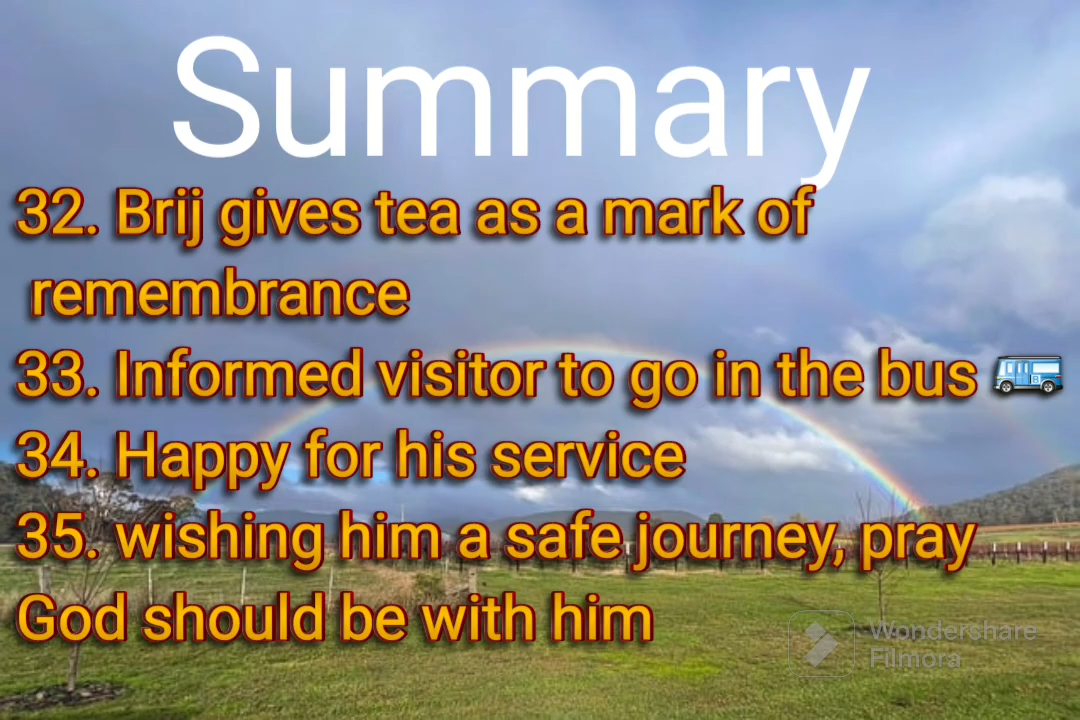 Summary
32. Brij gives tea as a mark of
remembrance
33. Informed visitor to go in the bus 🚌
34. Happy for his service
35. wishing him a safe journey, pray
God should be with him
Wondershare
Filmora